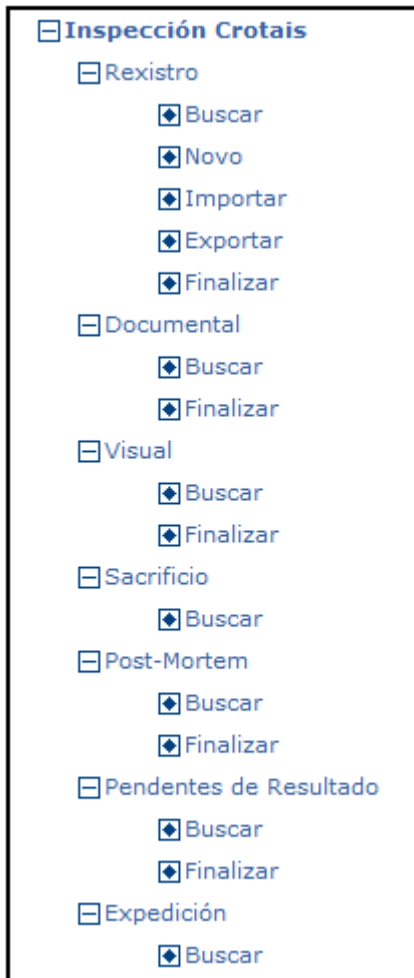 Inspección Crotais
Rexistro
Buscar
Novo
Importar
Exportar
Finalizar
Documental
Buscar
Finalizar
Visual
Buscar
Finalizar
Sacrificio
Buscar
Post-Mortem
Buscar
Finalizar
Pendentes de Resultado
Buscar
Finalizar
Expedición
Buscar